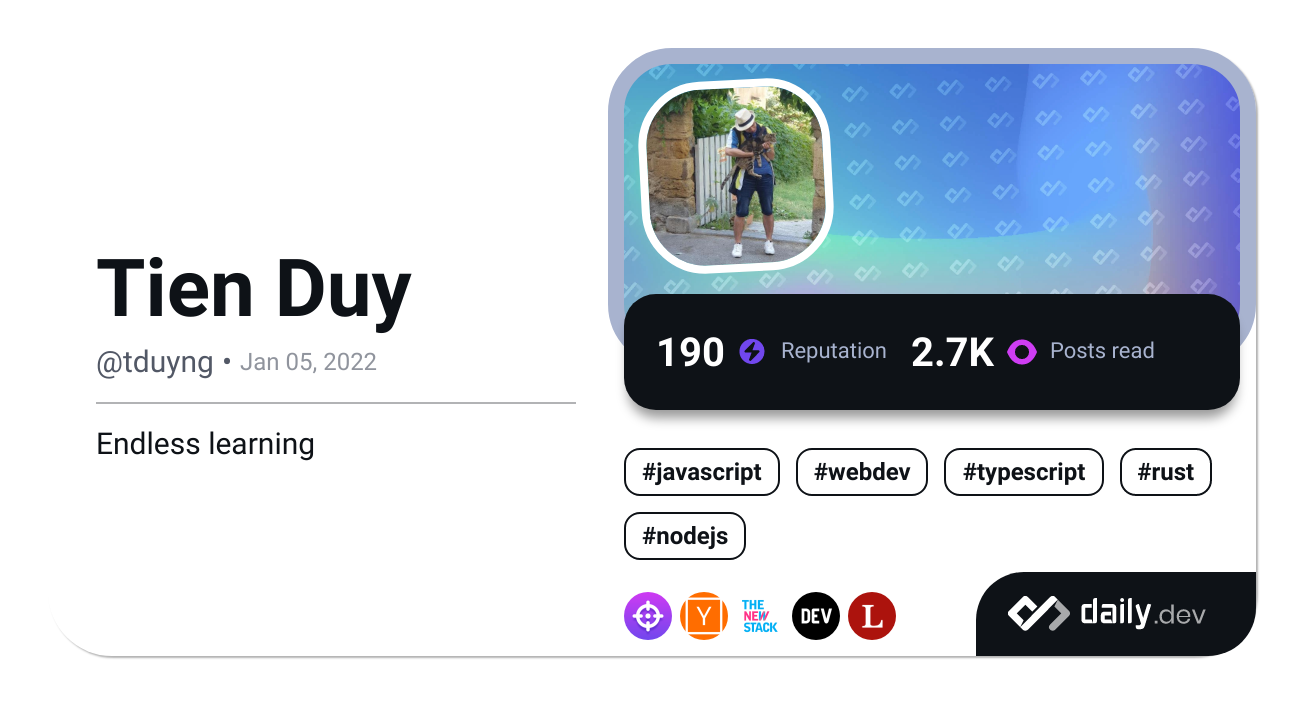 Tien Duy
@tduyng • Jan 05, 2022
Endless learning
190 Reputation 2.7K Posts read
#javascript #webdev #typescript #rust
#nodejs
Y
THE
NEW
STACK
DEV
L
daily.dev